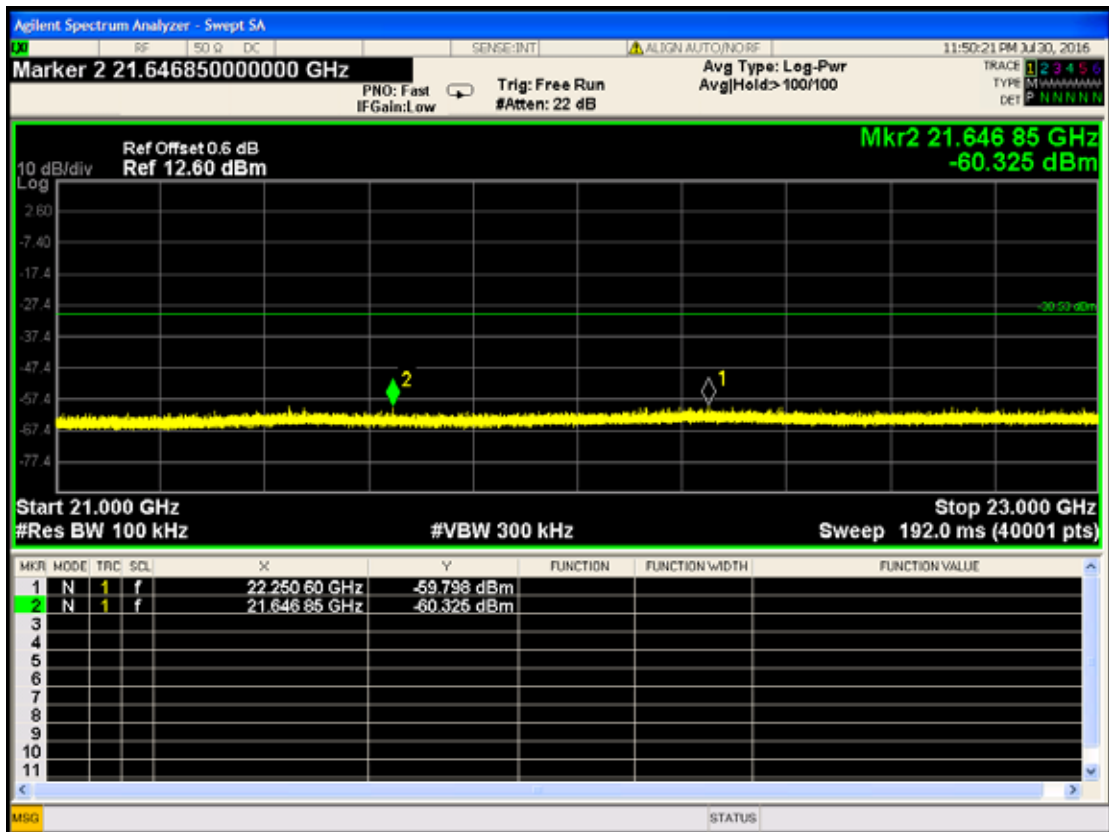 Agilent Spectrum Analyzer - Swept SA
LXI RF 50 Ω DC SENSE:INT ALIGN AUTO/NO RF 11:50:21 PM Jul 30, 2016
Marker 2 21.646850000000 GHz
PNO: Fast
IFGain:Low
Trig: Free Run
#Atten: 22 dB
Avg Type: Log-Pwr
Avg|Hold:> 100/100
TRACE 1 2 3 4 5 6
TYPE M W W W W W
DET P N N N N N
Mkr2 21.646 85 GHz
-60.325 dBm
Ref Offset 0.6 dB
10 dB/div Ref 12.60 dBm
Log
2.60
-7.40
-17.4
-27.4
-30.53 dBm
-37.4
-47.4
2
1
-57.4
-67.4
-77.4
Start 21.000 GHz Stop 23.000 GHz
#Res BW 100 kHz #VBW 300 kHz Sweep 192.0 ms (40001 pts)
MKR MODE TRC SCL X Y FUNCTION FUNCTION WIDTH FUNCTION VALUE
1 N 1 f 22.250 60 GHz -59.798 dBm
2 N 1 f 21.646 85 GHz -60.325 dBm
3
4
5
6
7
8
9
10
11
MSG STATUS